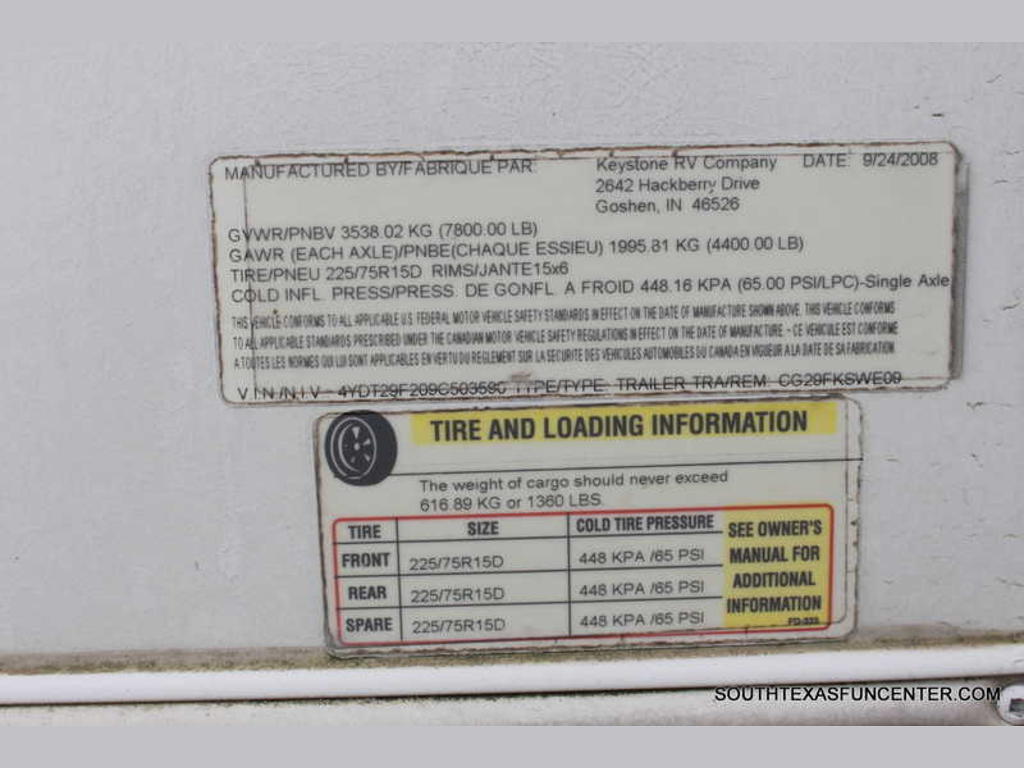 MANUFACTURED BY/FABRIQUE PAR: Keystone RV Company DATE: 9/24/2008
2642 Hackberry Drive
Goshen, IN 46526
GVWR/PNBV 3538.02 KG (7800.00 LB)
GAWR (EACH AXLE)/PNBE(CHAQUE ESSIEU) 1995.81 KG (4400.00 LB)
TIRE/PNEU 225/75R15D RIMS/JANTE15x6
COLD INFL. PRESS/PRESS. DE GONFL. A FROID 448.16 KPA (65.00 PSI/LPC)-Single Axle
THIS VEHICLE CONFORMS TO ALL APPLICABLE U.S. FEDERAL MOTOR VEHICLE SAFETY STANDARDS IN EFFECT ON THE DATE OF MANUFACTURE SHOWN ABOVE. THIS VEHICLE CONFORMS
TO ALL APPLICABLE STANDARDS PRESCRIBED UNDER THE CANADIAN MOTOR VEHICLE SAFETY REGULATIONS IN EFFECT ON THE DATE OF MANUFACTURE - CE VEHICULE EST CONFORME
A TOUTES LES NORMES QUI LUI SONT APPLICABLES EN VERTU DU REGLEMENT SUR LA SECURITE DES VEHICULES AUTOMOBILES DU CANADA EN VIGUEUR A LA DATE DE SA FABRICATION
V.I.N./N.I.V - TYPE/TYPE: TRAILER TRA/REM: CG29FKSWE09
TIRE AND LOADING INFORMATION
The weight of cargo should never exceed
616.89 KG or 1360 LBS.
TIRE SIZE COLD TIRE PRESSURE SEE OWNER'S
FRONT 225/75R15D 448 KPA /65 PSI MANUAL FOR
REAR 225/75R15D 448 KPA /65 PSI ADDITIONAL
SPARE 225/75R15D 448 KPA /65 PSI INFORMATION
SOUTHTEXASFUNCENTER.COM